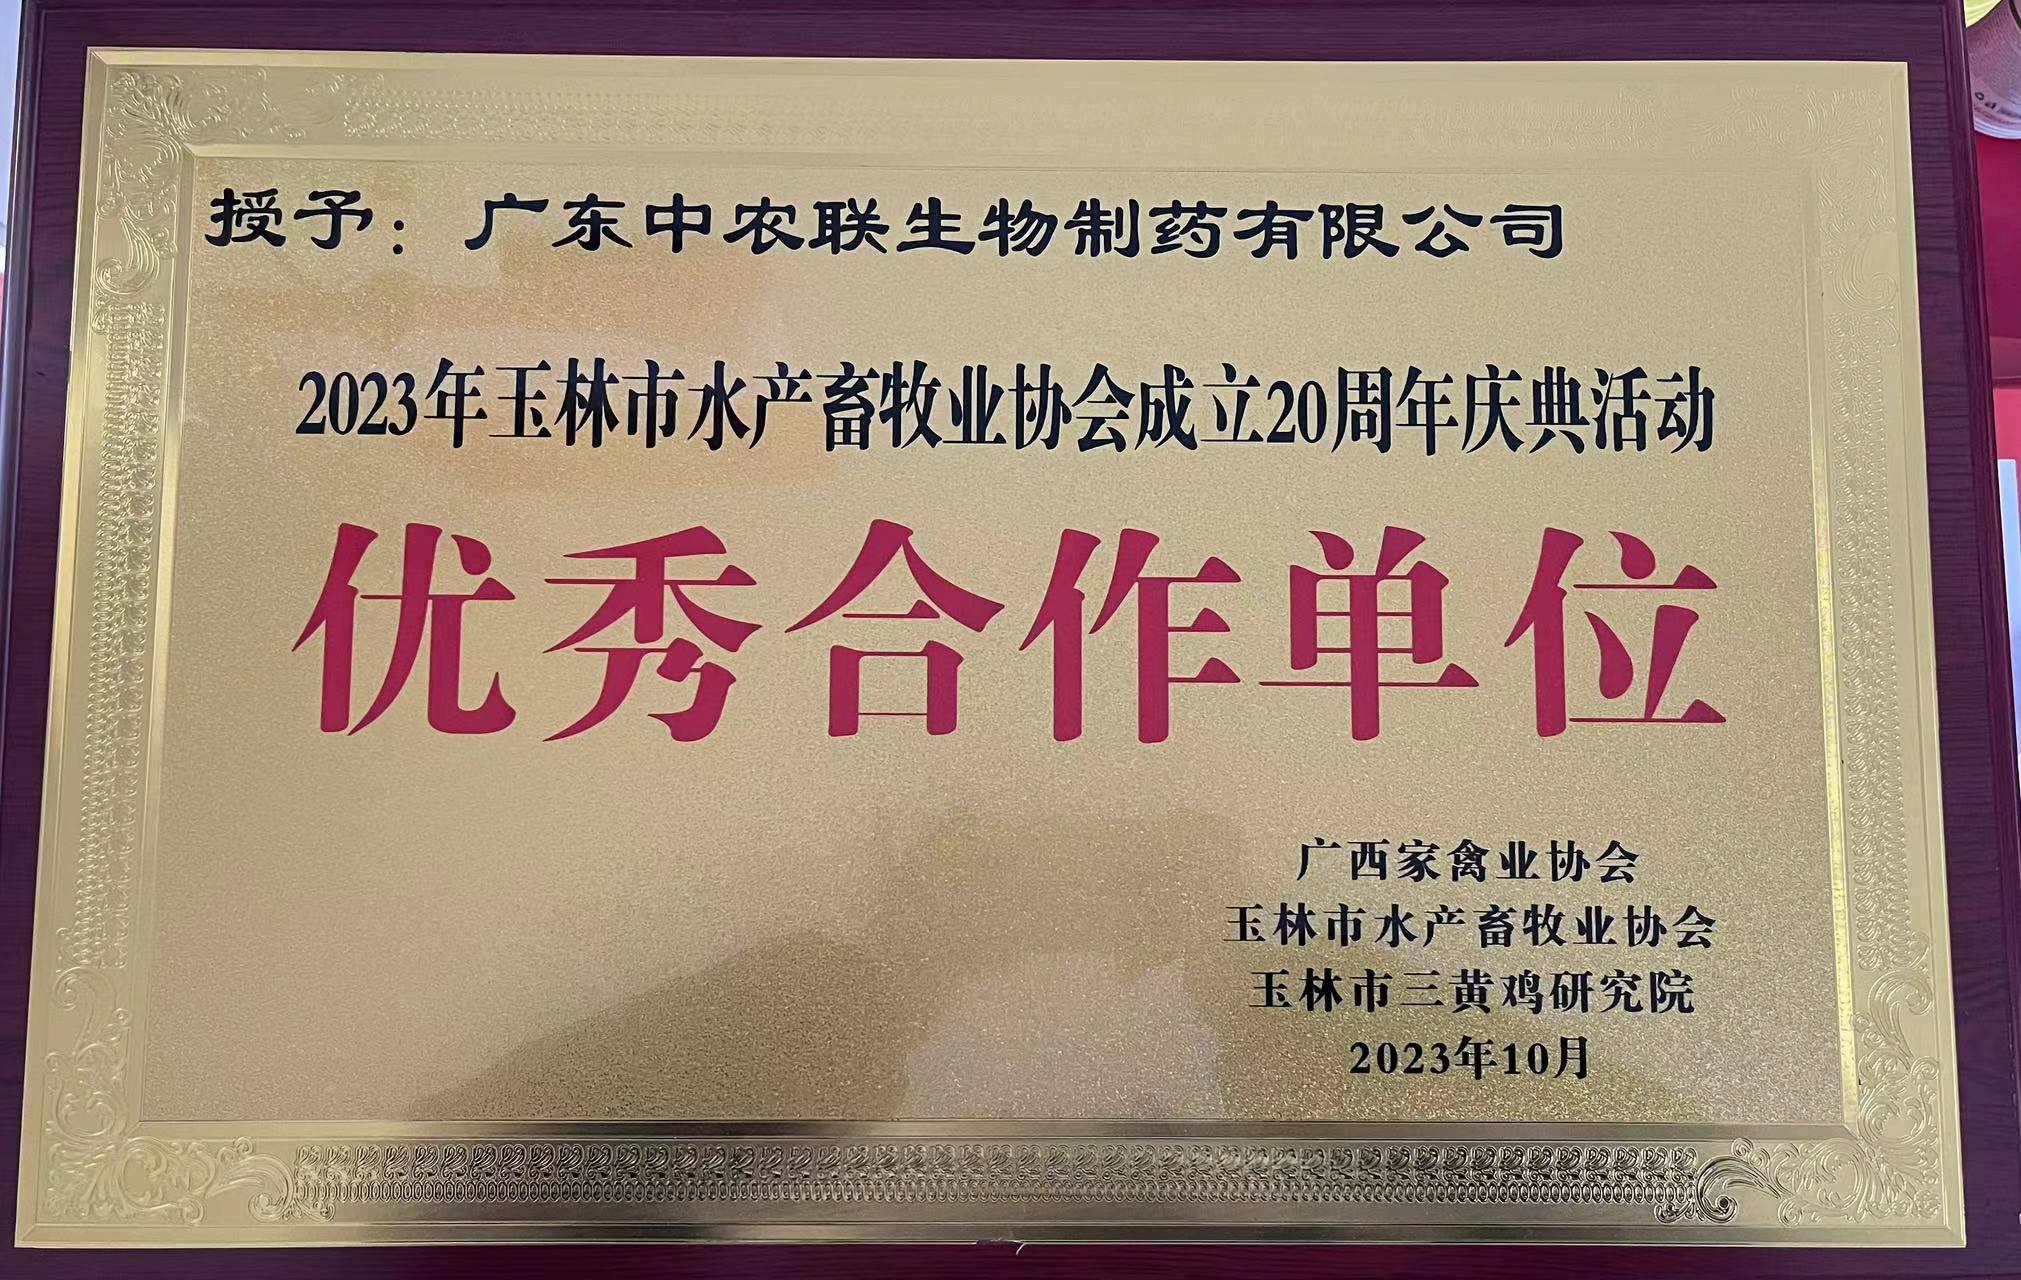 授予：广东中农联生物制药有限公司
2023年玉林市水产畜牧业协会成立20周年庆典活动
优秀合作单位
广西家禽业协会
玉林市水产畜牧业协会
玉林市三黄鸡研究院
2023年10月